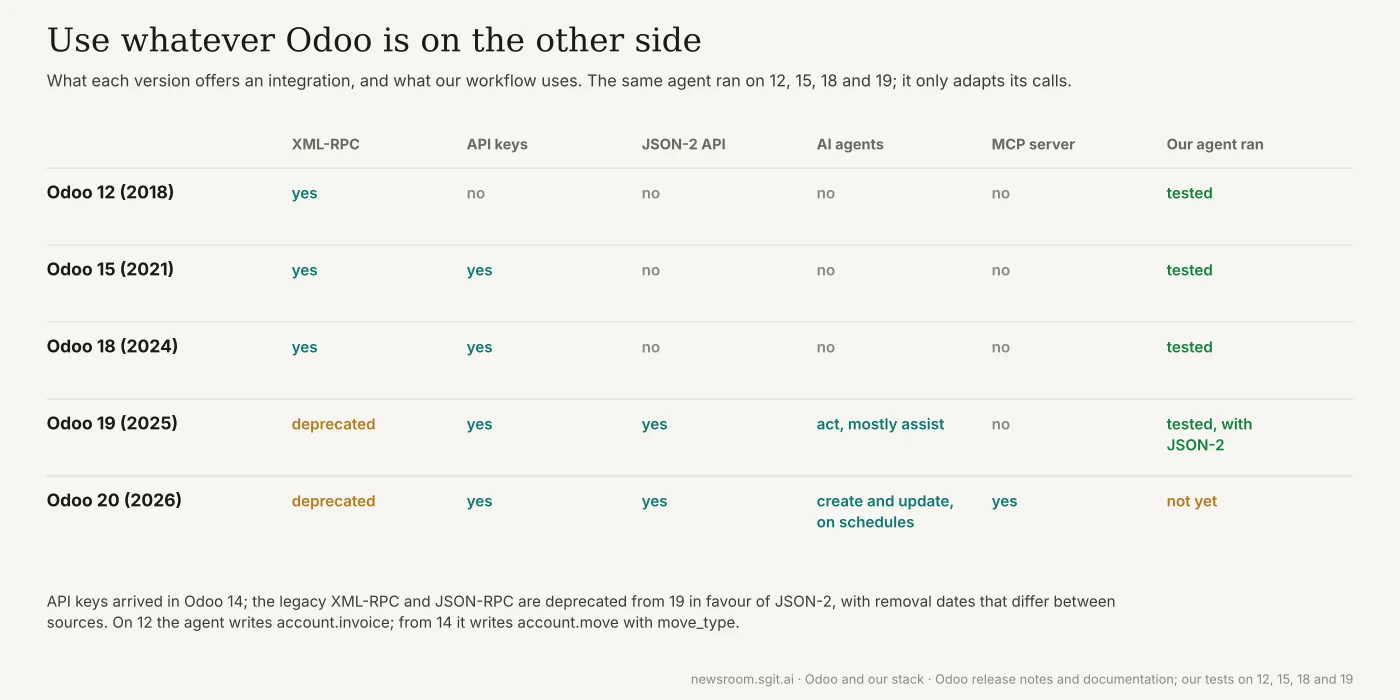 Use whatever Odoo is on the other side
What each version offers an integration, and what our workflow uses. The same agent ran on 12, 15, 18 and 19; it only adapts its calls.
XML-RPC API keys JSON-2 API AI agents MCP server Our agent ran
Odoo 12 (2018) yes no no no no tested
Odoo 15 (2021) yes yes no no no tested
Odoo 18 (2024) yes yes no no no tested
Odoo 19 (2025) deprecated yes yes act, mostly assist no tested, with
JSON-2
Odoo 20 (2026) deprecated yes yes create and update, yes not yet
on schedules
API keys arrived in Odoo 14; the legacy XML-RPC and JSON-RPC are deprecated from 19 in favour of JSON-2, with removal dates that differ between
sources. On 12 the agent writes account.invoice; from 14 it writes account.move with move_type.
newsroom.sgit.ai · Odoo and our stack · Odoo release notes and documentation; our tests on 12, 15, 18 and 19